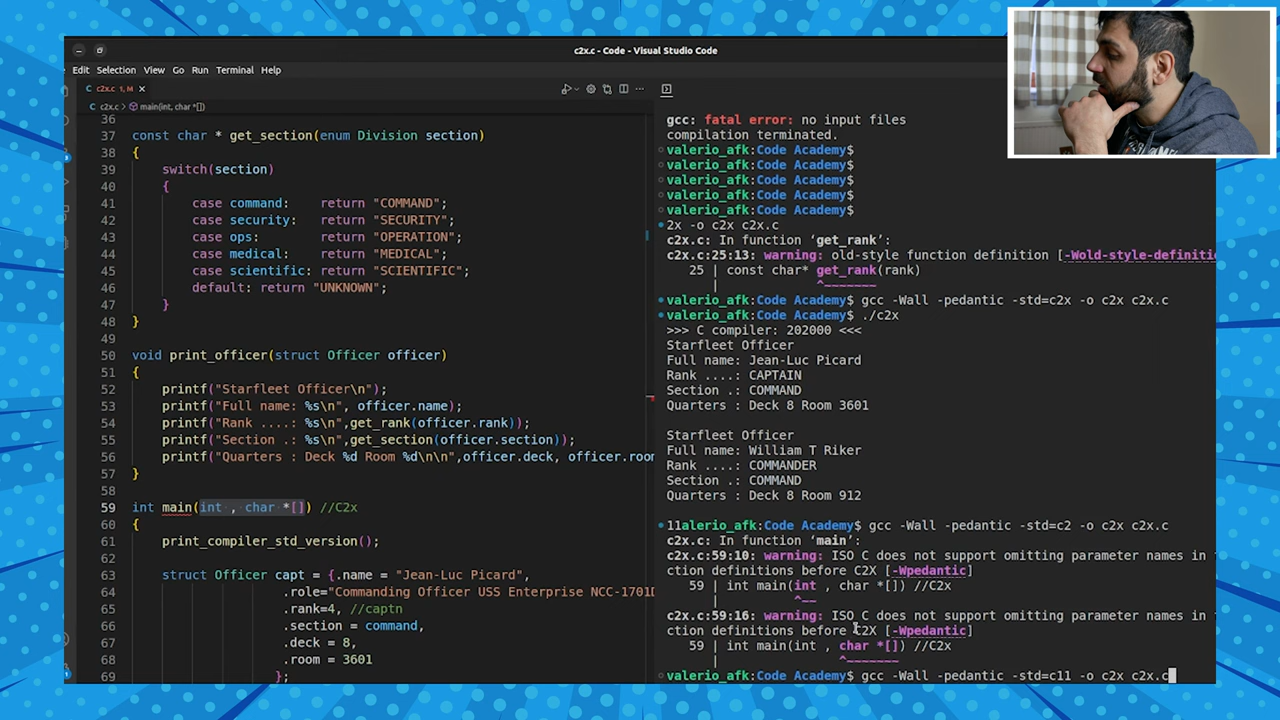 c2x.c - Code - Visual Studio Code
Edit Selection View Go Run Terminal Help
c2x.c 1, M
c2x.c > main(int, char *[])
36
37 const char * get_section(enum Division section)
38 {
39 switch(section)
40 {
41 case command: return "COMMAND";
42 case security: return "SECURITY";
43 case ops: return "OPERATION";
44 case medical: return "MEDICAL";
45 case scientific: return "SCIENTIFIC";
46 default: return "UNKNOWN";
47 }
48 }
49
50 void print_officer(struct Officer officer)
51 {
52 printf("Starfleet Officer\n");
53 printf("Full name: %s\n", officer.name);
54 printf("Rank ....: %s\n",get_rank(officer.rank));
55 printf("Section .: %s\n",get_section(officer.section));
56 printf("Quarters : Deck %d Room %d\n\n",officer.deck, officer.room
57 }
58
59 int main(int , char *[]) //C2x
60 {
61 print_compiler_std_version();
62
63 struct Officer capt = {.name = "Jean-Luc Picard",
64 .role="Commanding Officer USS Enterprise NCC-1701D
65 .rank=4, //captn
66 .section = command,
67 .deck = 8,
68 .room = 3601
69 };
gcc: fatal error: no input files
compilation terminated.
valerio_afk:Code Academy$
valerio_afk:Code Academy$
valerio_afk:Code Academy$
valerio_afk:Code Academy$
valerio_afk:Code Academy$
2x -o c2x c2x.c
c2x.c: In function ‘get_rank’:
c2x.c:25:13: warning: old-style function definition [-Wold-style-definitio
25 | const char* get_rank(rank)
| ^~~~~~~~
valerio_afk:Code Academy$ gcc -Wall -pedantic -std=c2x -o c2x c2x.c
valerio_afk:Code Academy$ ./c2x
>>> C compiler: 202000 <<<
Starfleet Officer
Full name: Jean-Luc Picard
Rank ....: CAPTAIN
Section .: COMMAND
Quarters : Deck 8 Room 3601
Starfleet Officer
Full name: William T Riker
Rank ....: COMMANDER
Section .: COMMAND
Quarters : Deck 8 Room 912
11alerio_afk:Code Academy$ gcc -Wall -pedantic -std=c2 -o c2x c2x.c
c2x.c: In function ‘main’:
c2x.c:59:10: warning: ISO C does not support omitting parameter names in
ction definitions before C2X [-Wpedantic]
59 | int main(int , char *[]) //C2x
| ^~~
c2x.c:59:16: warning: ISO C does not support omitting parameter names in
ction definitions before C2X [-Wpedantic]
59 | int main(int , char *[]) //C2x
| ^~~~~~~~
valerio_afk:Code Academy$ gcc -Wall -pedantic -std=c11 -o c2x c2x.c